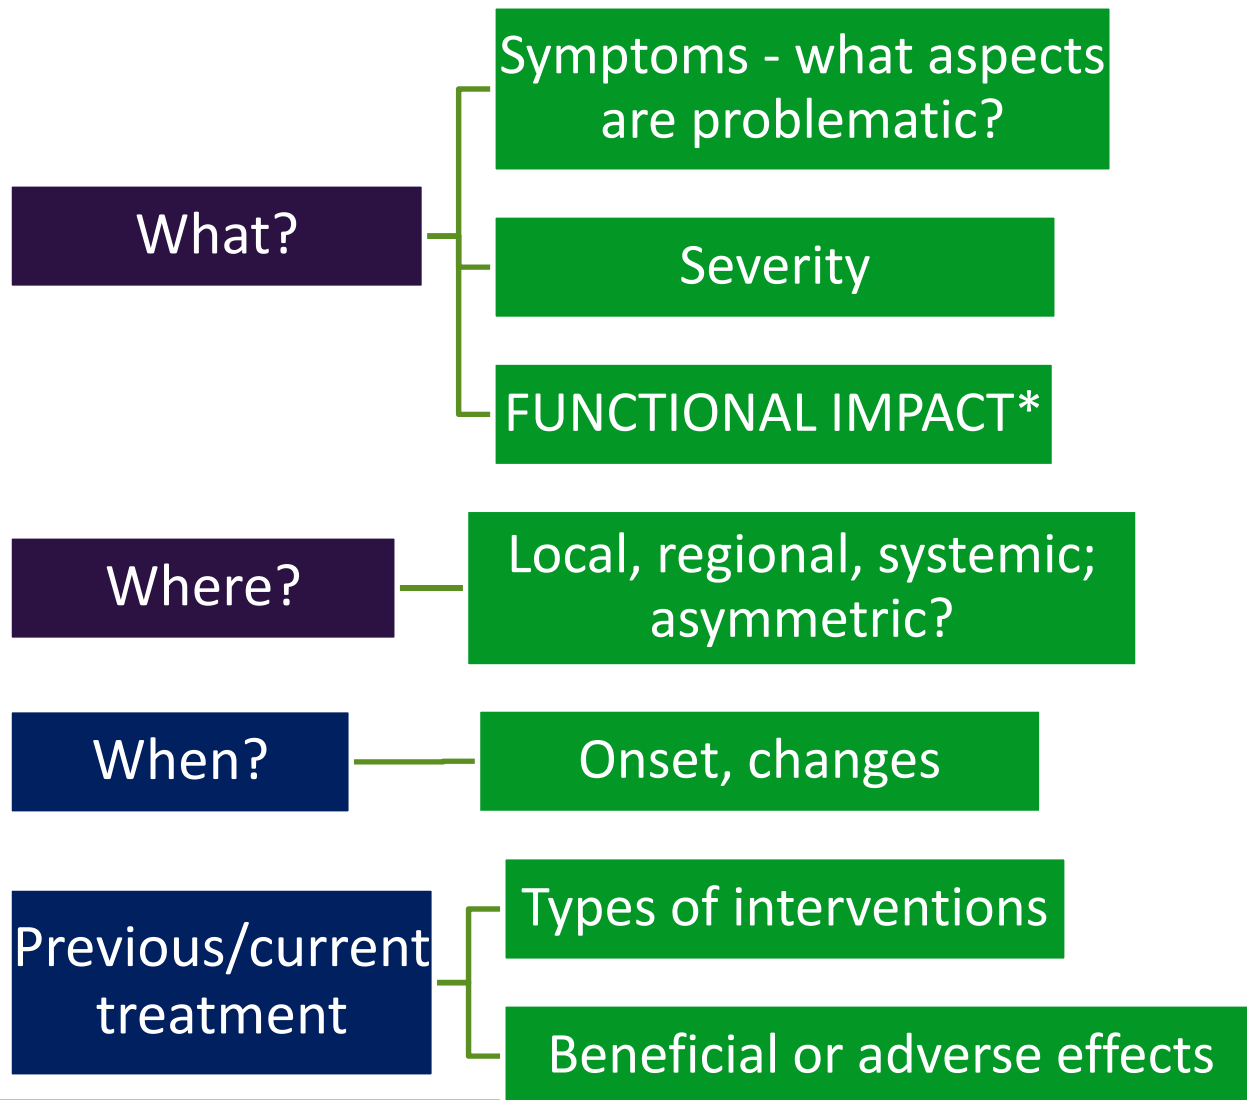 What?
Symptoms - what aspects
are problematic?
Severity
FUNCTIONAL IMPACT*
Where?
Local, regional, systemic;
asymmetric?
When?
Onset, changes
Previous/current
treatment
Types of interventions
Beneficial or adverse effects